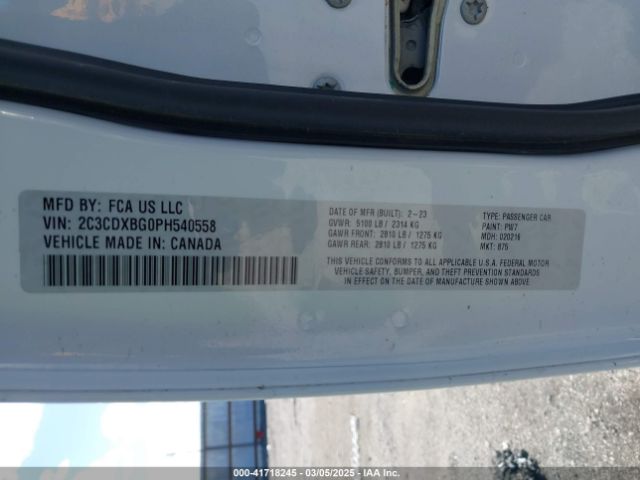 MFD BY: FCA US LLC
VIN: 2C3CDXBG0PH540558
VEHICLE MADE IN: CANADA
DATE OF MFR (BUILT): 2-23
GVWR: 5100 LB / 2314 KG
GAWR FRONT: 2810 LB / 1275 KG
GAWR REAR: 2810 LB / 1275 KG
TYPE: PASSENGER CAR
PAINT: PW7
MDH: 020216
MKT: 875
THIS VEHICLE CONFORMS TO ALL APPLICABLE U.S.A. FEDERAL MOTOR
VEHICLE SAFETY, BUMPER, AND THEFT PREVENTION STANDARDS
IN EFFECT ON THE DATE OF MANUFACTURE SHOWN ABOVE.
000-41718245 - 03/05/2025 - IAA Inc.